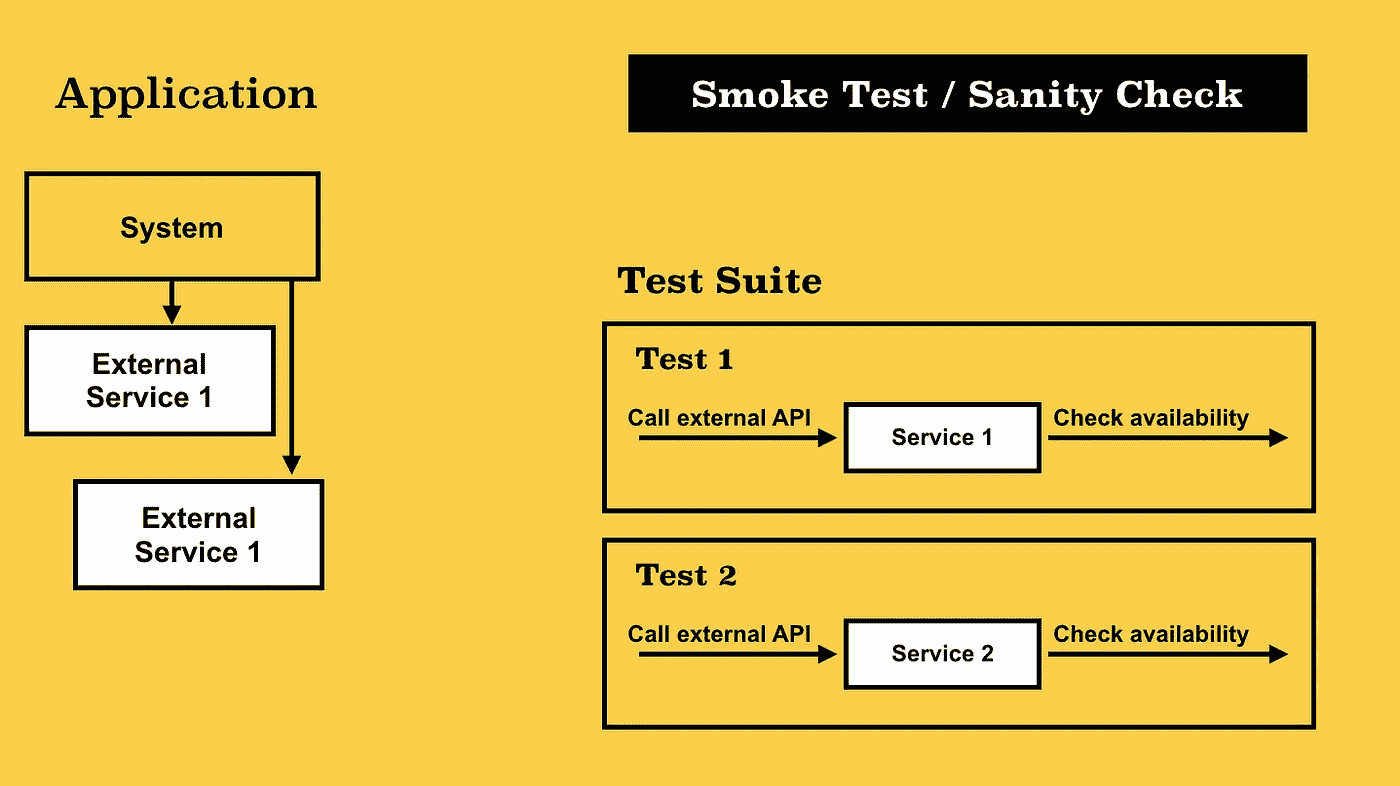 Application
System
External
Service 1
External
Service 1
Smoke Test / Sanity Check
Test Suite
Test 1
Call external API
Service 1
Check availability
Test 2
Call external API
Service 2
Check availability